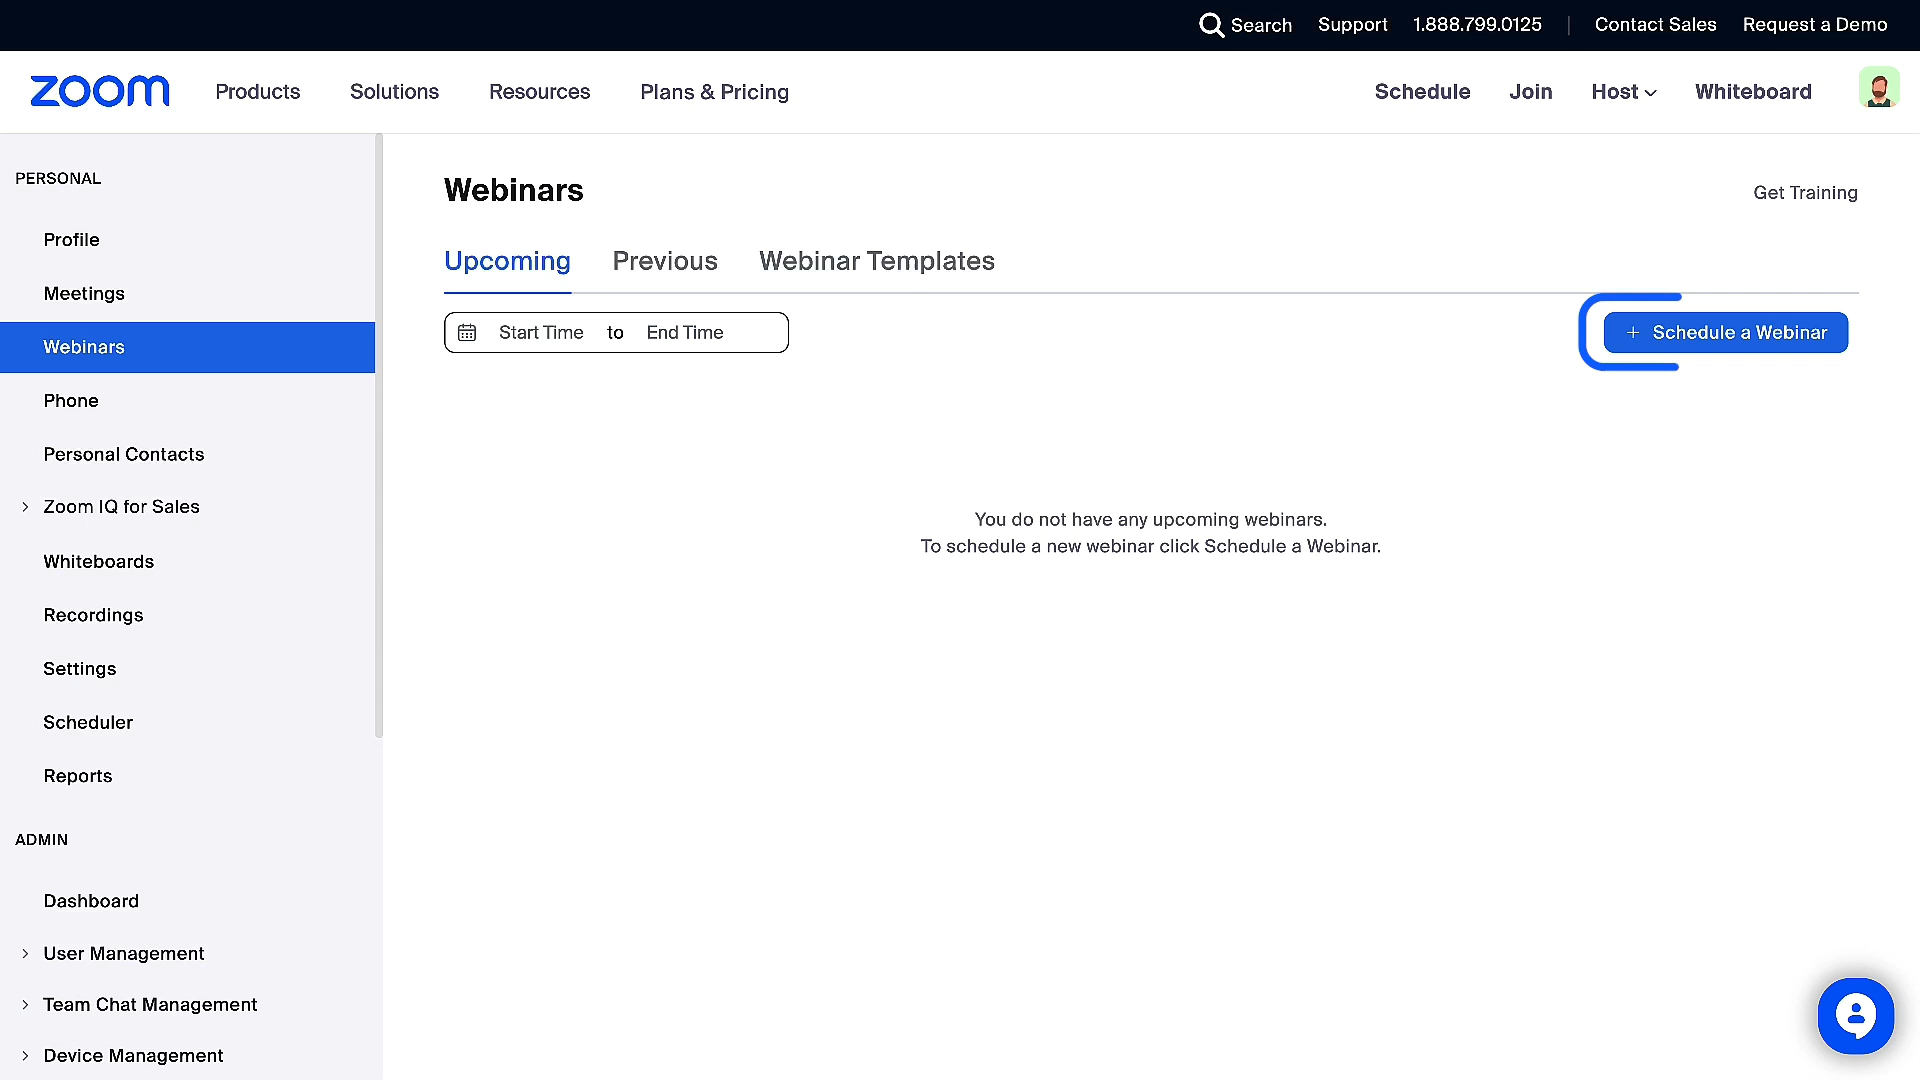 Search Support 1.888.799.0125 | Contact Sales Request a Demo
zoom Products Solutions Resources Plans & Pricing Schedule Join Host Whiteboard
PERSONAL
Profile
Meetings
Webinars
Phone
Personal Contacts
Zoom IQ for Sales
Whiteboards
Recordings
Settings
Scheduler
Reports
ADMIN
Dashboard
User Management
Team Chat Management
Device Management
Webinars
Get Training
Upcoming Previous Webinar Templates
Start Time to End Time
+ Schedule a Webinar
You do not have any upcoming webinars.
To schedule a new webinar click Schedule a Webinar.